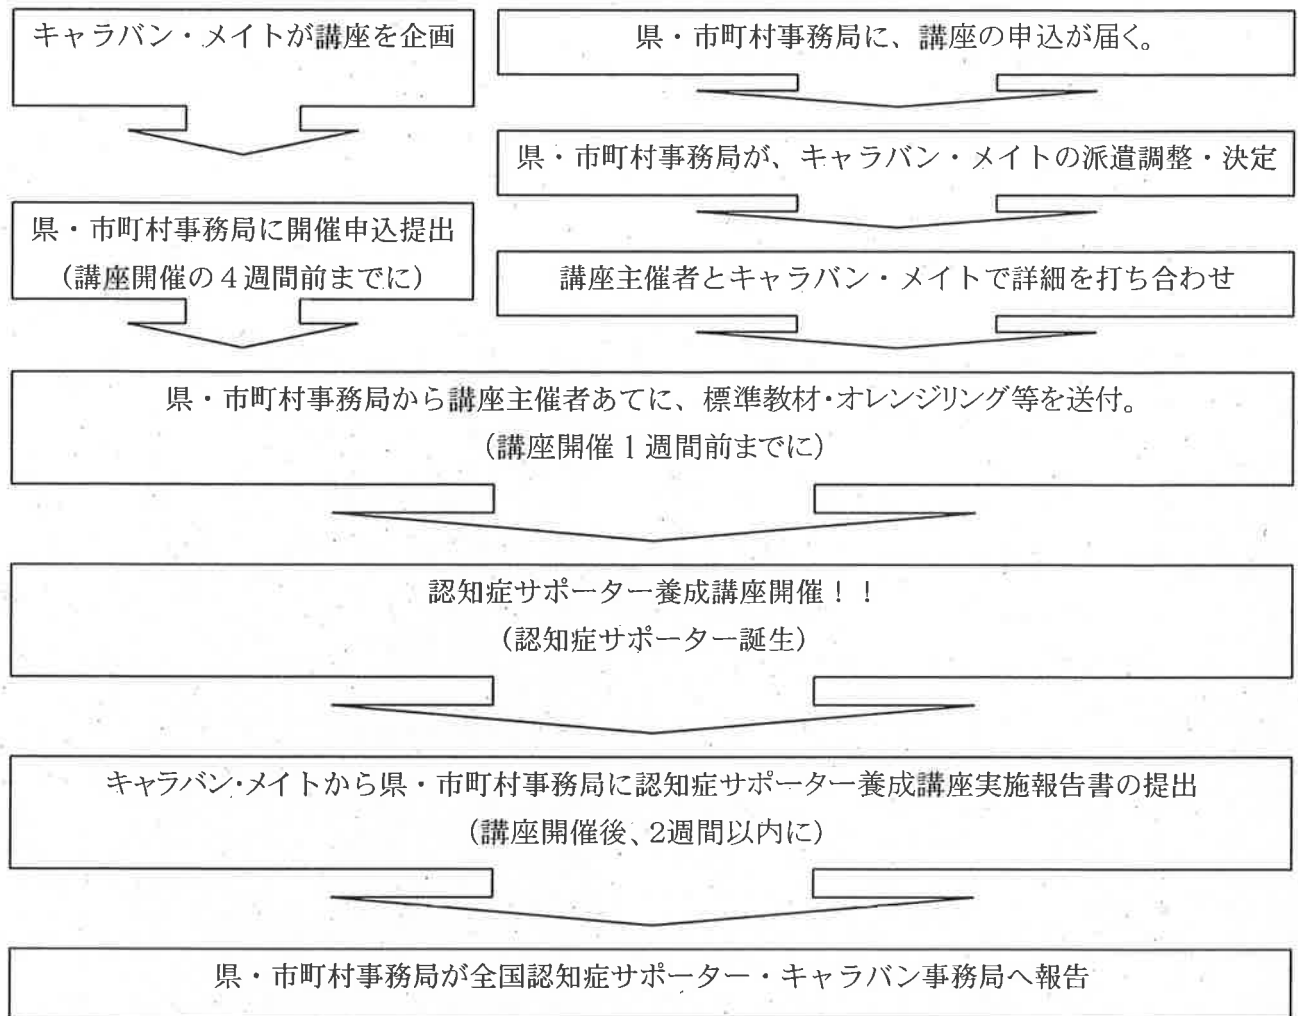 キャラバン・メイトが講座を企画
県・市町村事務局に開催申込提出
(講座開催の4週間前までに)
県・市町村事務局に、講座の申込が届く。
県・市町村事務局が、キャラバン・メイトの派遣調整・決定
講座主催者とキャラバン・メイトで詳細を打ち合わせ
県・市町村事務局から講座主催者あてに、標準教材・オレンジリング等を送付。
(講座開催1週間前までに)
認知症サポーター養成講座開催!!
(認知症サポーター誕生)
キャラバン・メイトから県・市町村事務局に認知症サポーター養成講座実施報告書の提出
(講座開催後、2週間以内に)
県・市町村事務局が全国認知症サポーター・キャラバン事務局へ報告